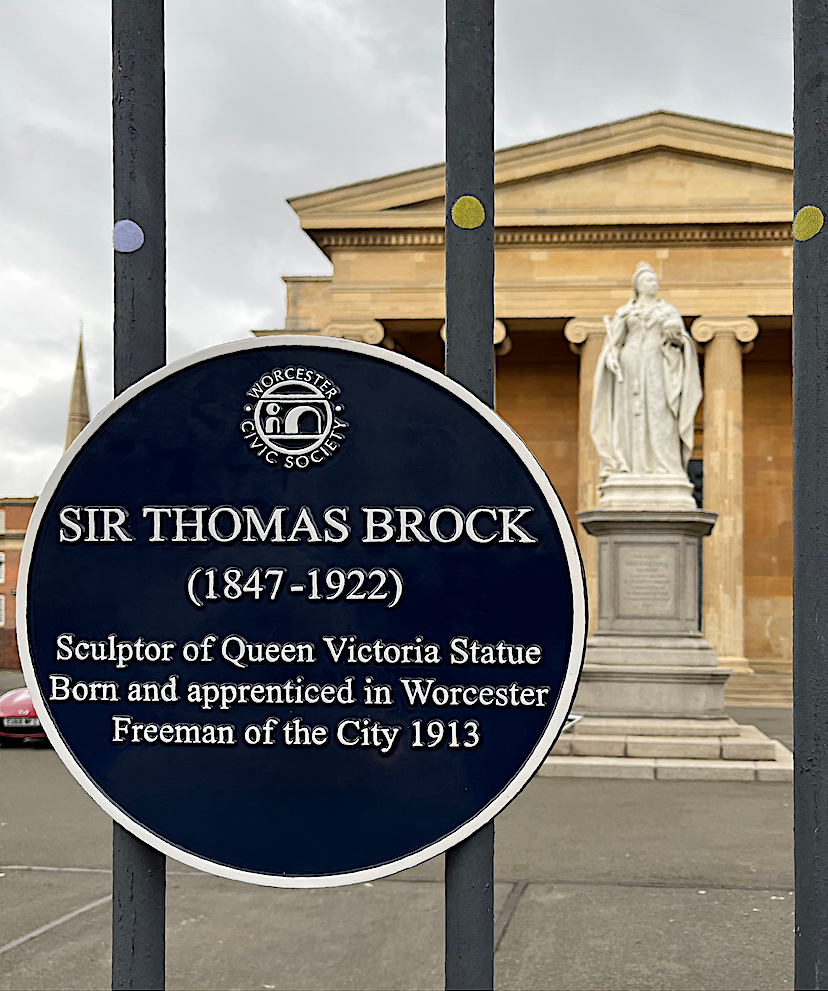 WORCESTER
CIVIC SOCIETY
SIR THOMAS BROCK
(1847-1922)
Sculptor of Queen Victoria Statue
Born and apprenticed in Worcester
Freeman of the City 1913